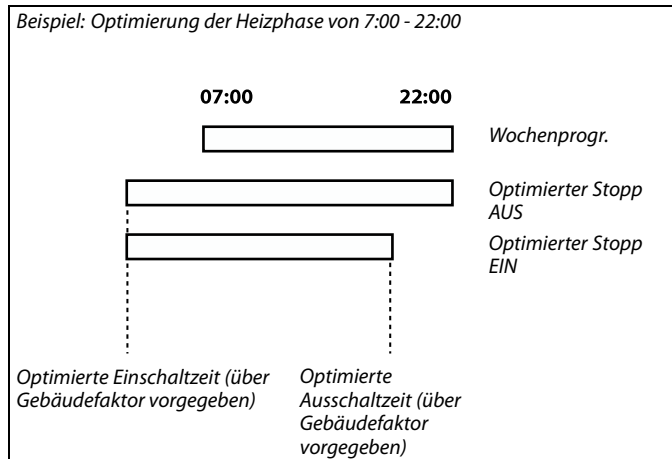 Beispiel: Optimierung der Heizphase von 7:00 - 22:00
07:00
22:00
Wochenprogr.
Optimierter Stopp
AUS
Optimierter Stopp
EIN
Optimierte Einschaltzeit (über
Gebäudefaktor vorgegeben)
Optimierte
Ausschaltzeit (über
Gebäudefaktor
vorgegeben)